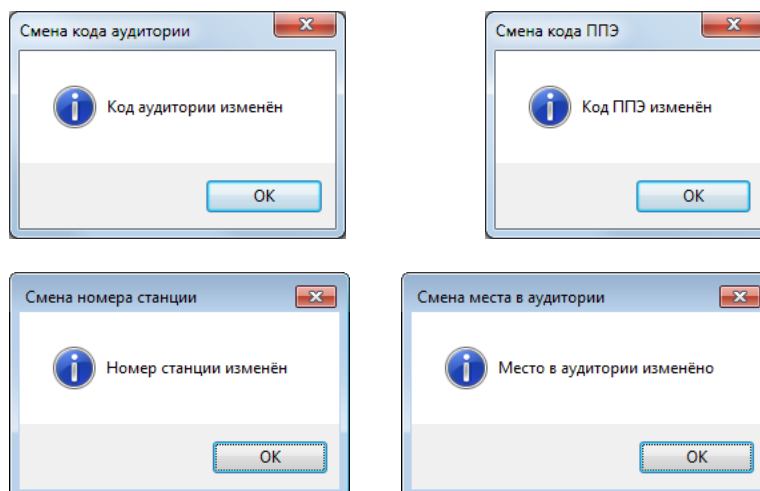 Смена кода аудитории
Код аудитории изменён
OK
Смена кода ППЭ
Код ППЭ изменён
OK
Смена номера станции
Номер станции изменён
OK
Смена места в аудитории
Место в аудитории изменёно
OK